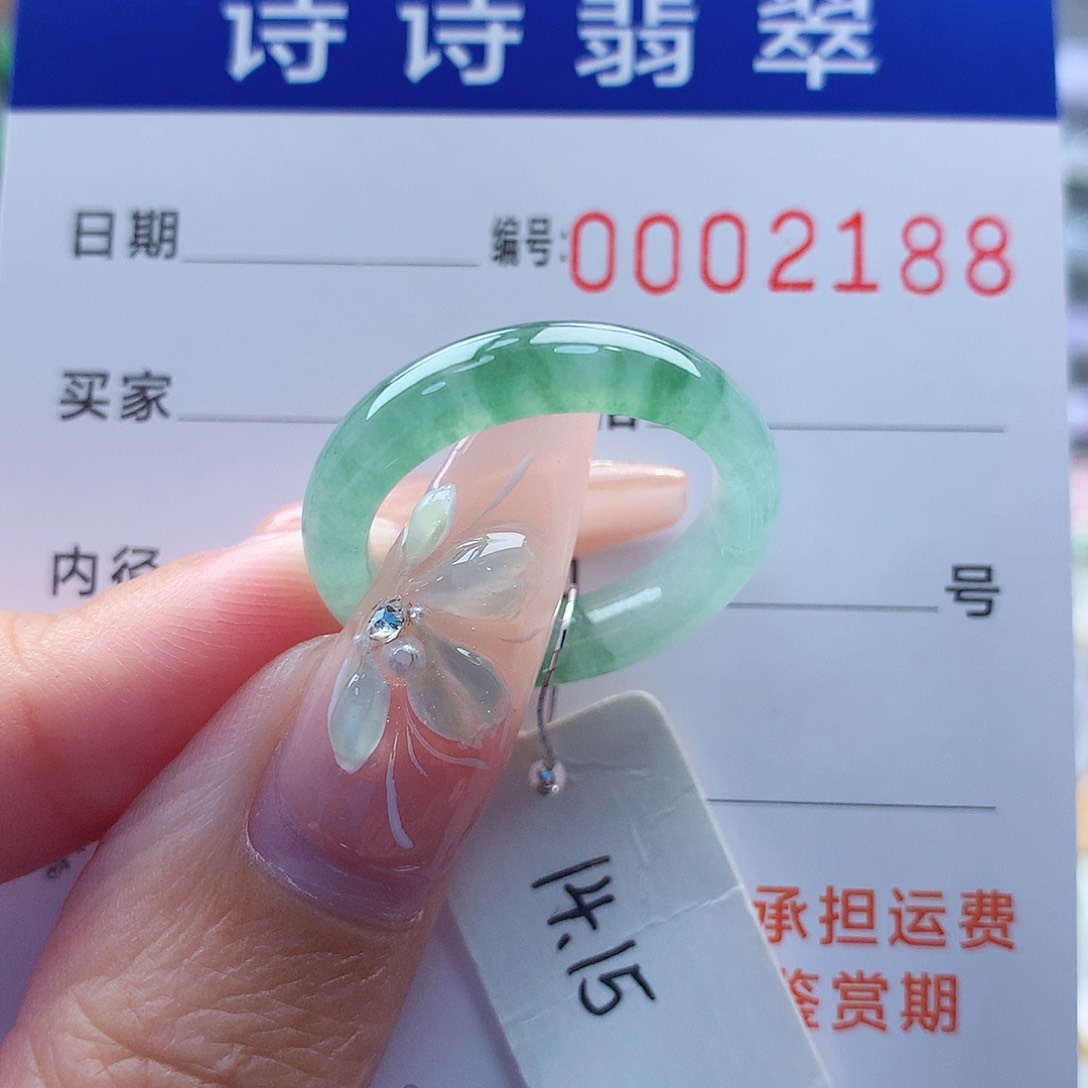 诗诗翡翠
日期 编号:0002188
买家
内径 号
14.15
承担运费
鉴赏期